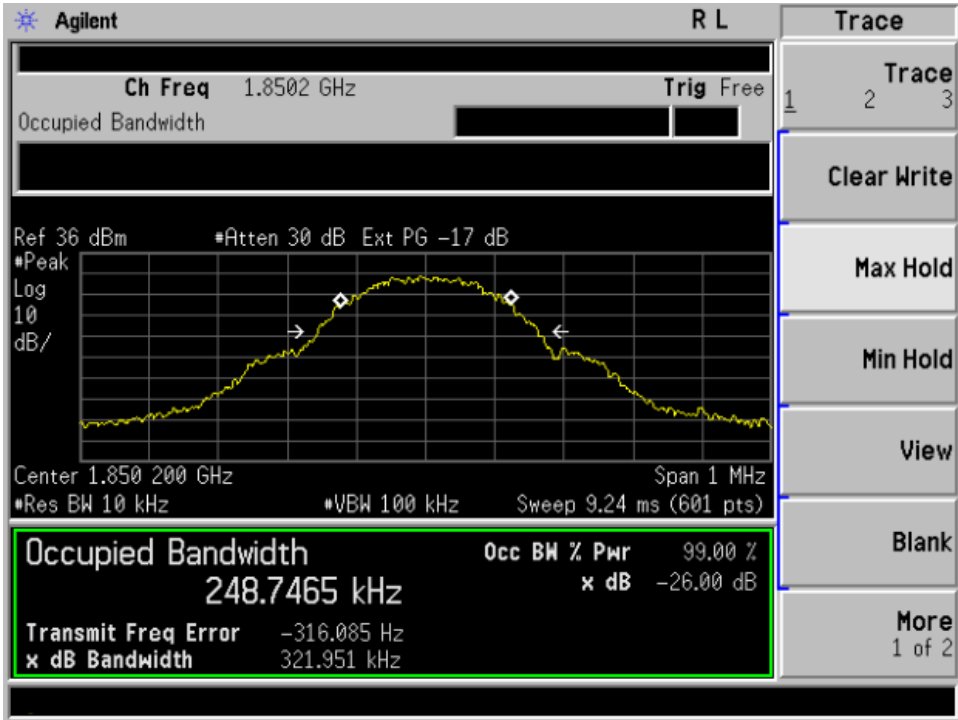 Agilent R L Trace
Ch Freq 1.8502 GHz Trig Free
Occupied Bandwidth
Trace
1 2 3
Clear Write
Max Hold
Min Hold
View
Blank
More
1 of 2
Ref 36 dBm #Atten 30 dB Ext PG −17 dB
#Peak
Log
10
dB/
Center 1.850 200 GHz Span 1 MHz
#Res BW 10 kHz #VBW 100 kHz Sweep 9.24 ms (601 pts)
Occupied Bandwidth Occ BW % Pwr 99.00 %
248.7465 kHz x dB −26.00 dB
Transmit Freq Error −316.085 Hz
x dB Bandwidth 321.951 kHz